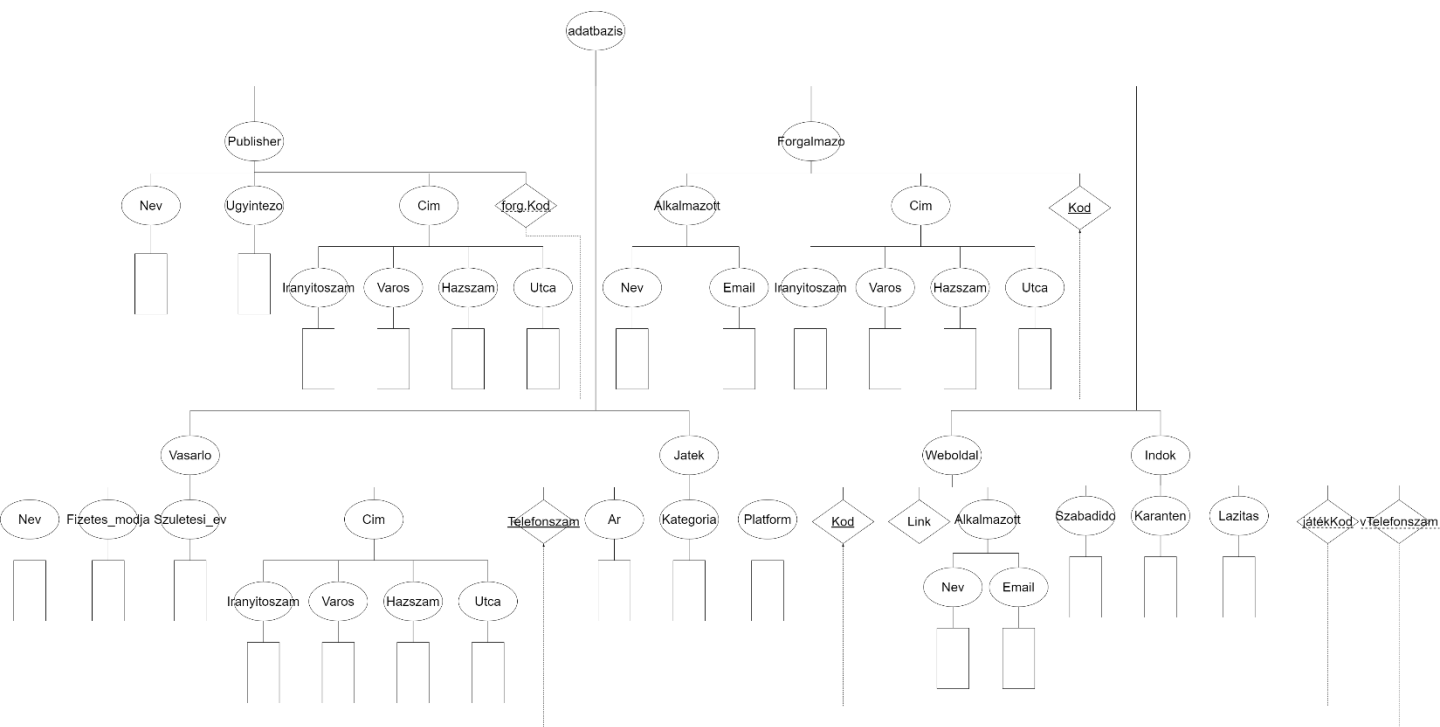 adatbazis
Publisher
Forgalmazo
Nev
Ugyintezo
Cim
forg.Kod
Alkalmazott
Cim
Kod
Iranyitoszam
Varos
Hazszam
Utca
Nev
Email
Iranyitoszam
Varos
Hazszam
Utca
Vasarlo
Jatek
Weboldal
Indok
Nev
Fizetes_modja
Szuletesi_ev
Cim
Telefonszam
Ar
Kategoria
Platform
Kod
Link
Alkalmazott
Szabadido
Karanten
Lazitas
játékKod
vTelefonszam
Iranyitoszam
Varos
Hazszam
Utca
Nev
Email